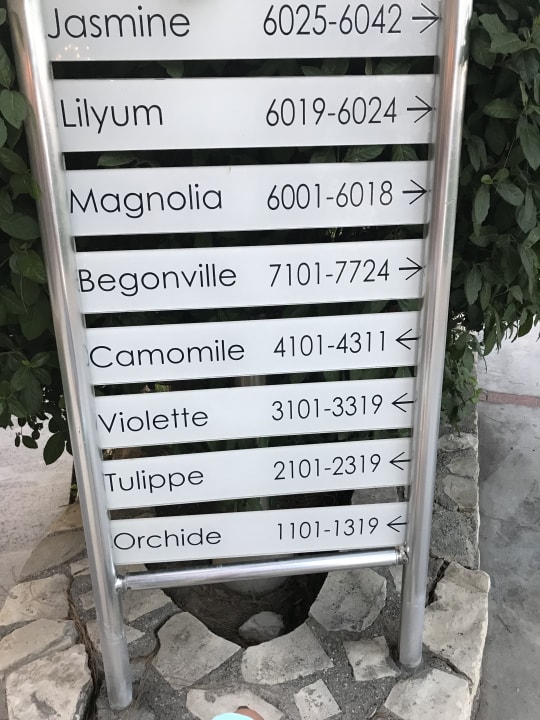 Jasmine 6025-6042 →
Lilyum 6019-6024 →
Magnolia 6001-6018 →
Begonville 7101-7724 →
Camomile 4101-4311 ←
Violette 3101-3319 ←
Tulippe 2101-2319 ←
Orchide 1101-1319 ←